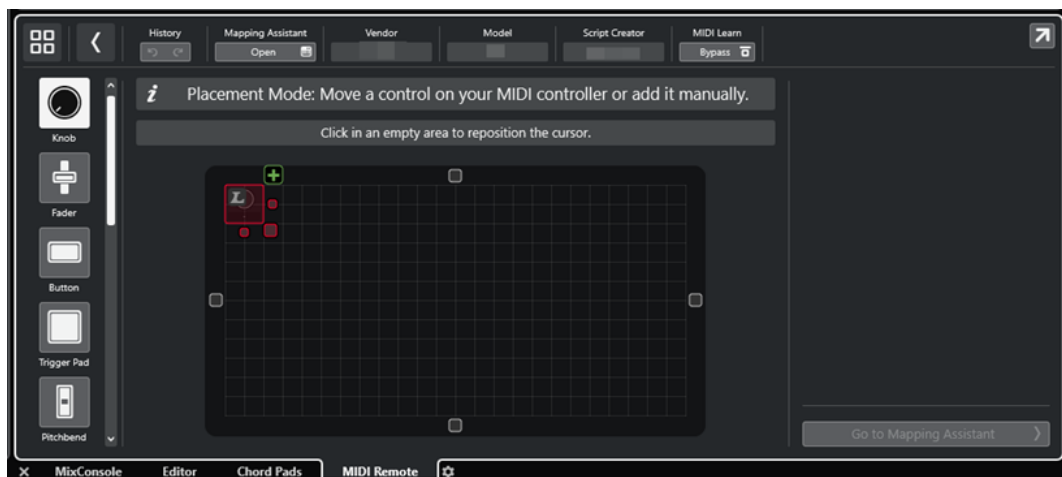 History
Mapping Assistant
Vendor
Model
Script Creator
MIDI Learn
Open
Bypass
i Placement Mode: Move a control on your MIDI controller or add it manually.
Click in an empty area to reposition the cursor.
Knob
L
Fader
Button
Trigger Pad
Pitchbend
Go to Mapping Assistant
MixConsole
Editor
Chord Pads
MIDI Remote